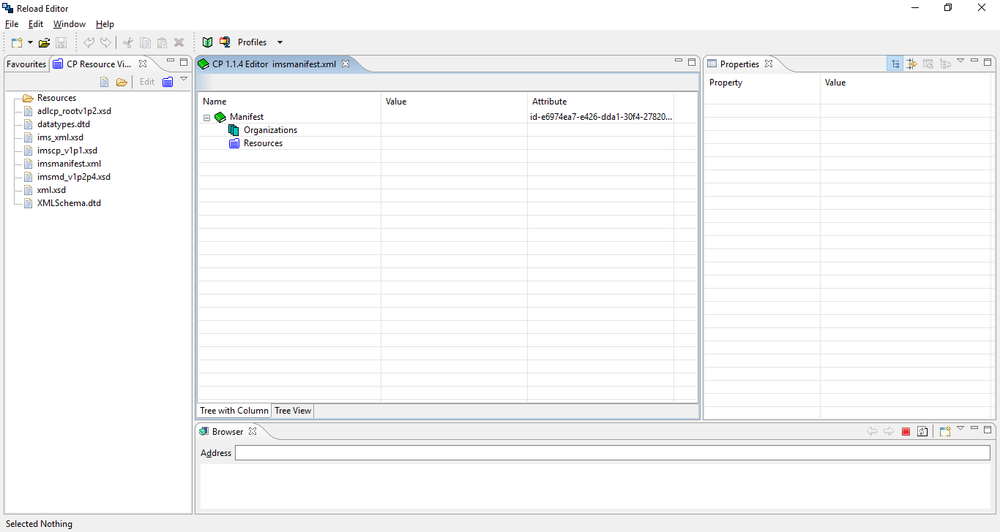 Reload Editor
File Edit Window Help
Profiles
Favourites CP Resource Vi...
Edit
Resources
adlcp_rootv1p2.xsd
datatypes.dtd
ims_xml.xsd
imscp_v1p1.xsd
imsmanifest.xml
imsmd_v1p2p4.xsd
xml.xsd
XMLSchema.dtd
CP 1.1.4 Editor imsmanifest.xml
Name Value Attribute
Manifest id-e6974ea7-e426-dda1-30f4-27820...
Organizations
Resources
Tree with Column Tree View
Properties
Property Value
Browser
Address
Selected Nothing